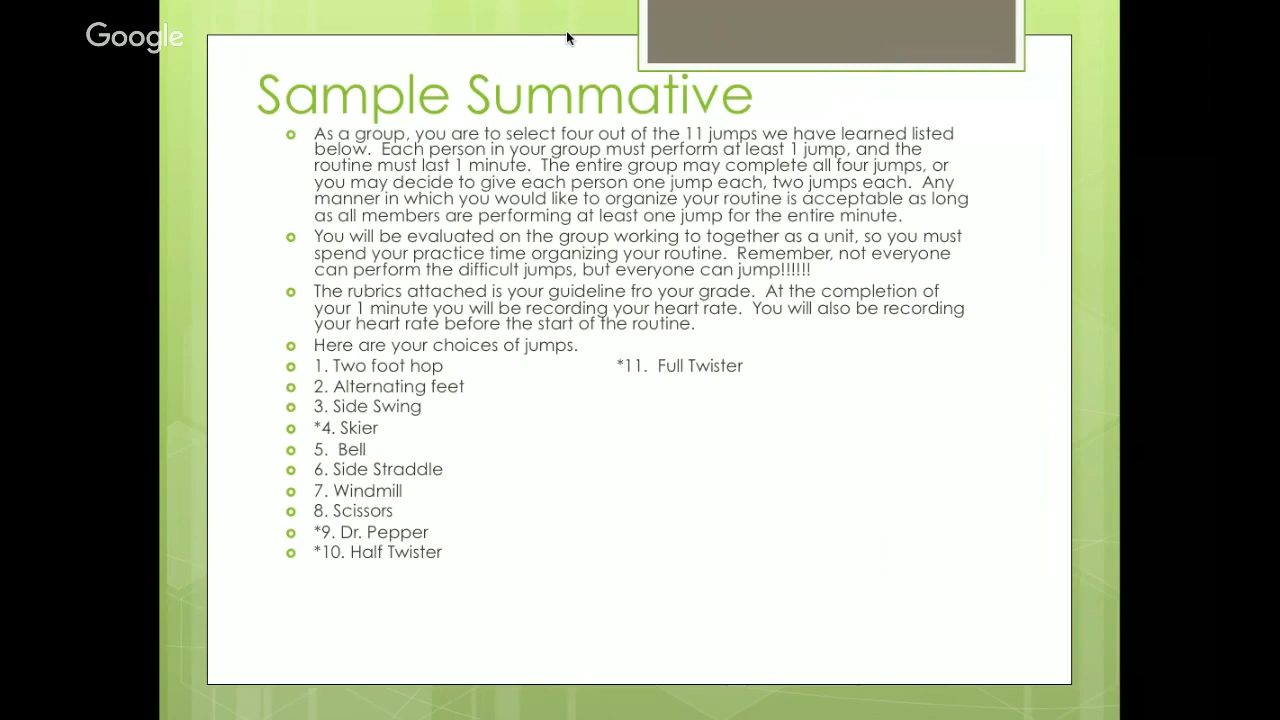 Google
Sample Summative
As a group, you are to select four out of the 11 jumps we have learned listed
below.  Each person in your group must perform at least 1 jump, and the
routine must last 1 minute.  The entire group may complete all four jumps, or
you may decide to give each person one jump each, two jumps each.  Any
manner in which you would like to organize your routine is acceptable as long
as all members are performing at least one jump for the entire minute.
You will be evaluated on the group working to together as a unit, so you must
spend your practice time organizing your routine.  Remember, not everyone
can perform the difficult jumps, but everyone can jump!!!!!!
The rubrics attached is your guideline fro your grade.  At the completion of
your 1 minute you will be recording your heart rate.  You will also be recording
your heart rate before the start of the routine.
Here are your choices of jumps.
1. Two foot hop *11.  Full Twister
2. Alternating feet
3. Side Swing
*4. Skier
5.  Bell
6. Side Straddle
7. Windmill
8. Scissors
*9. Dr. Pepper
*10. Half Twister